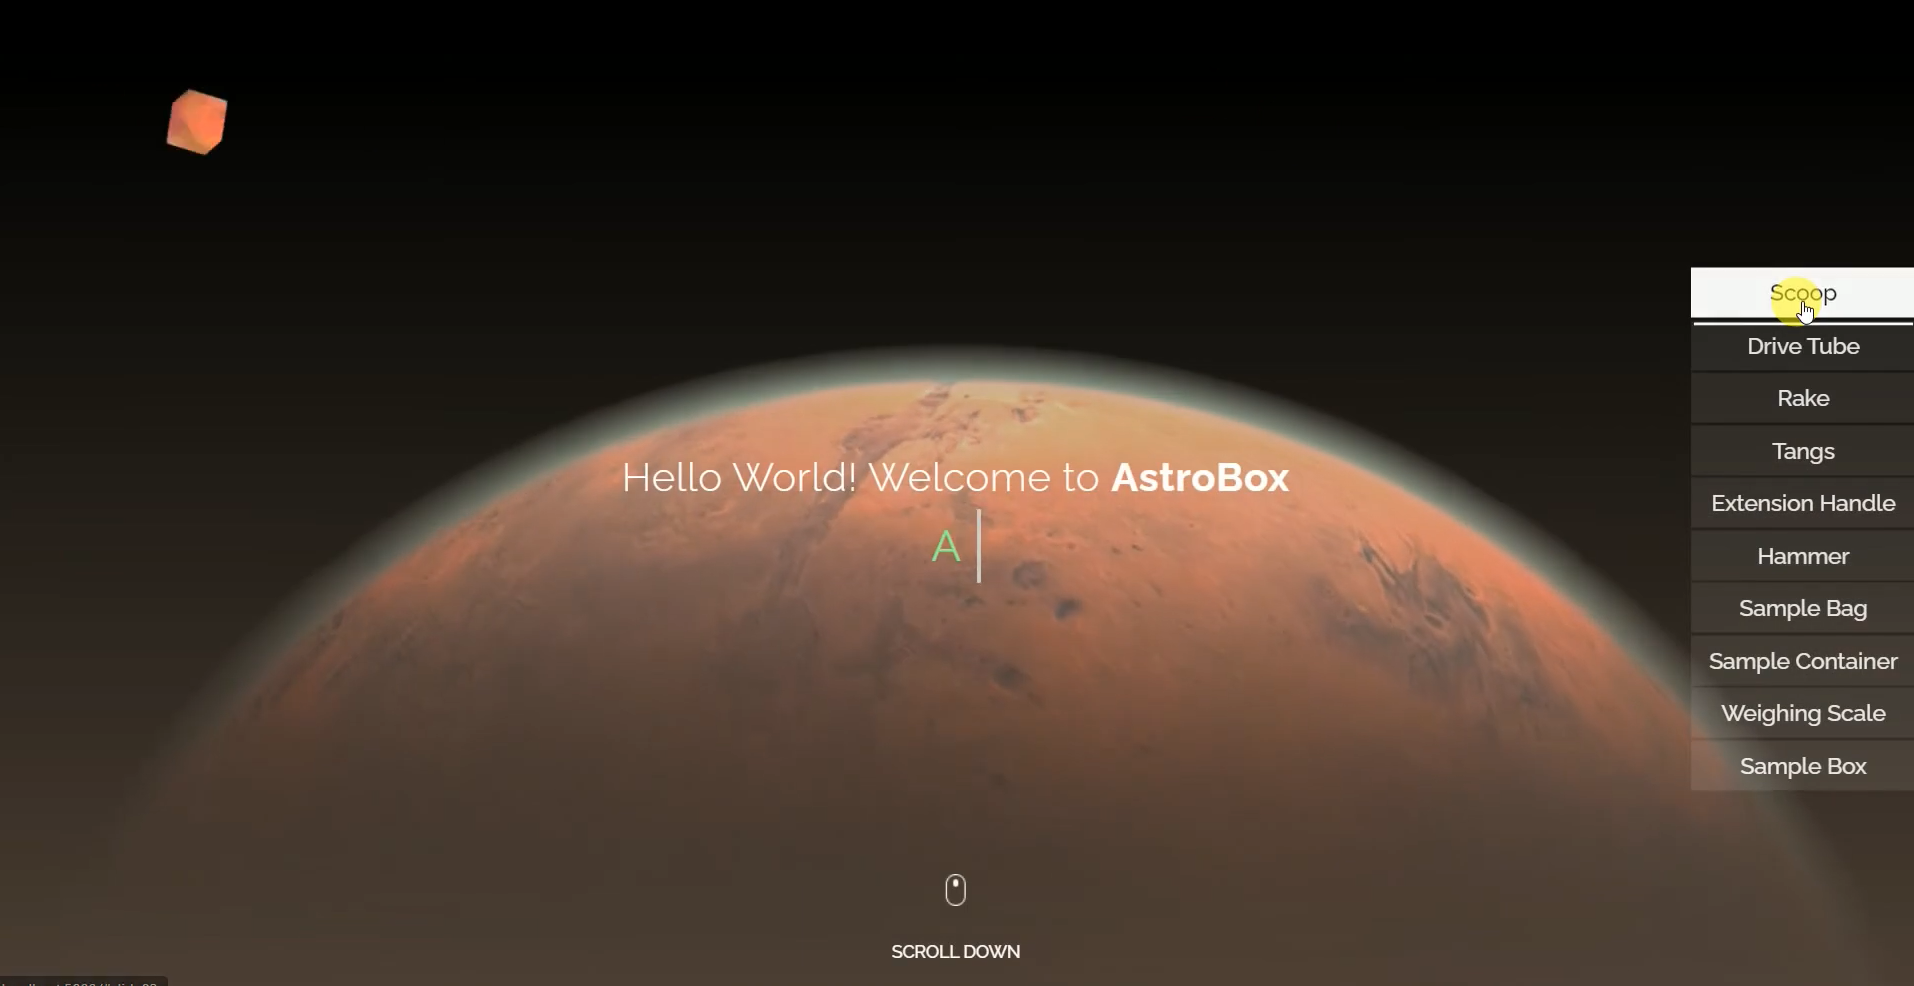 Hello World! Welcome to AstroBox
A
Scoop
Drive Tube
Rake
Tangs
Extension Handle
Hammer
Sample Bag
Sample Container
Weighing Scale
Sample Box
SCROLL DOWN